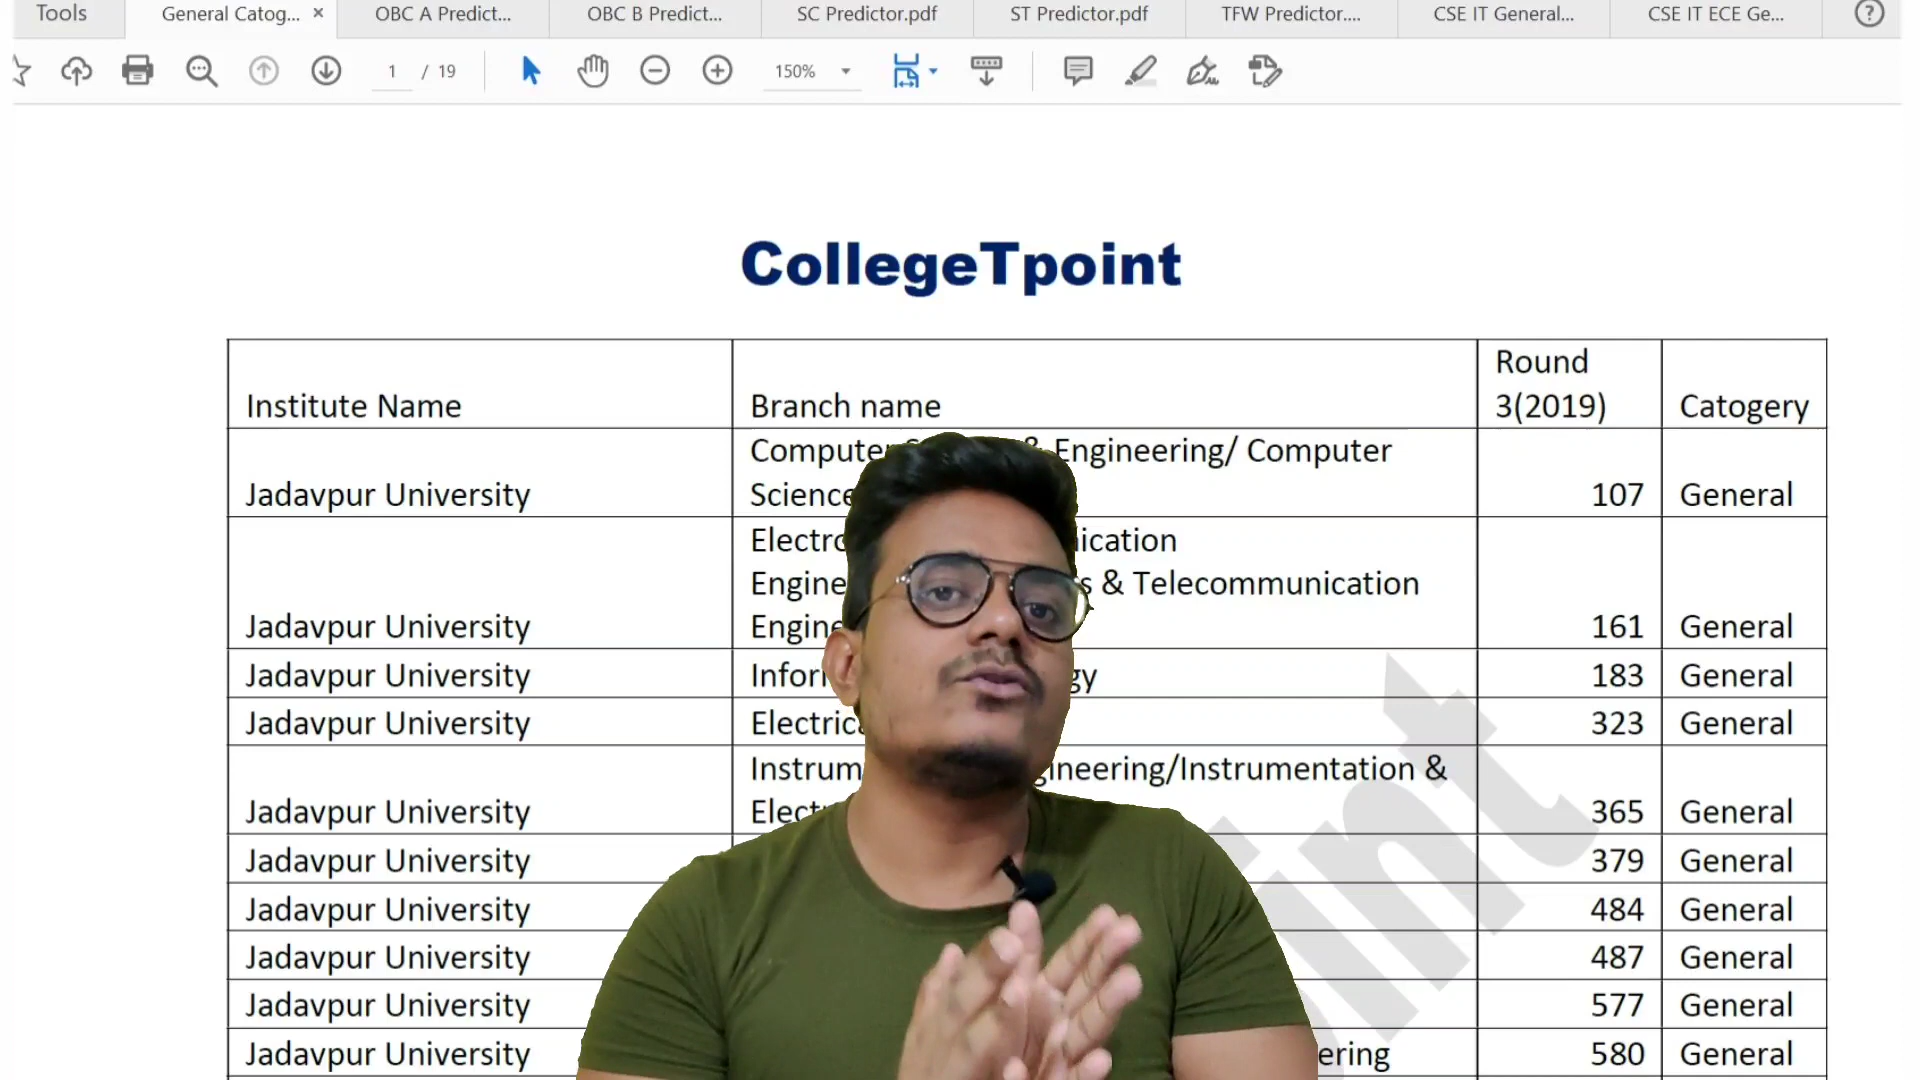 Tools
General Catog...
OBC A Predict...
OBC B Predict...
SC Predictor.pdf
ST Predictor.pdf
TFW Predictor....
CSE IT General...
CSE IT ECE Ge...
1 / 19
150%
CollegeTpoint
Institute Name
Branch name
Round
3(2019)
Catogery
Computer & Engineering/ Computer
Science
Jadavpur University
107
General
& Telecommunication
Jadavpur University
161
General
Jadavpur University
183
General
Jadavpur University
323
General
Engineering/Instrumentation &
Jadavpur University
365
General
Jadavpur University
379
General
Jadavpur University
484
General
Jadavpur University
487
General
Jadavpur University
577
General
Jadavpur University
580
General